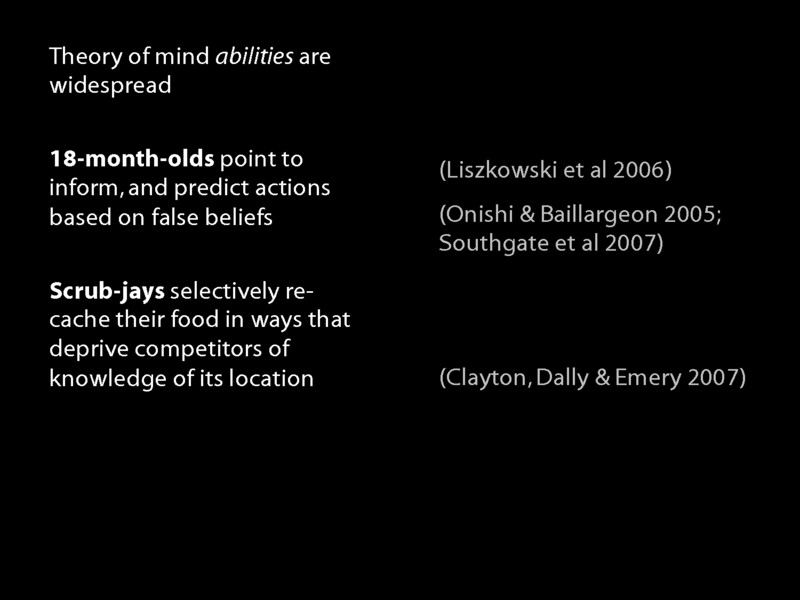 Theory of mind abilities are
widespread
18-month-olds point to
inform, and predict actions
based on false beliefs
(Liszkowski et al 2006)
(Onishi & Baillargeon 2005;
Southgate et al 2007)
Scrub-jays selectively re-
cache their food in ways that
deprive competitors of
knowledge of its location
(Clayton, Dally & Emery 2007)